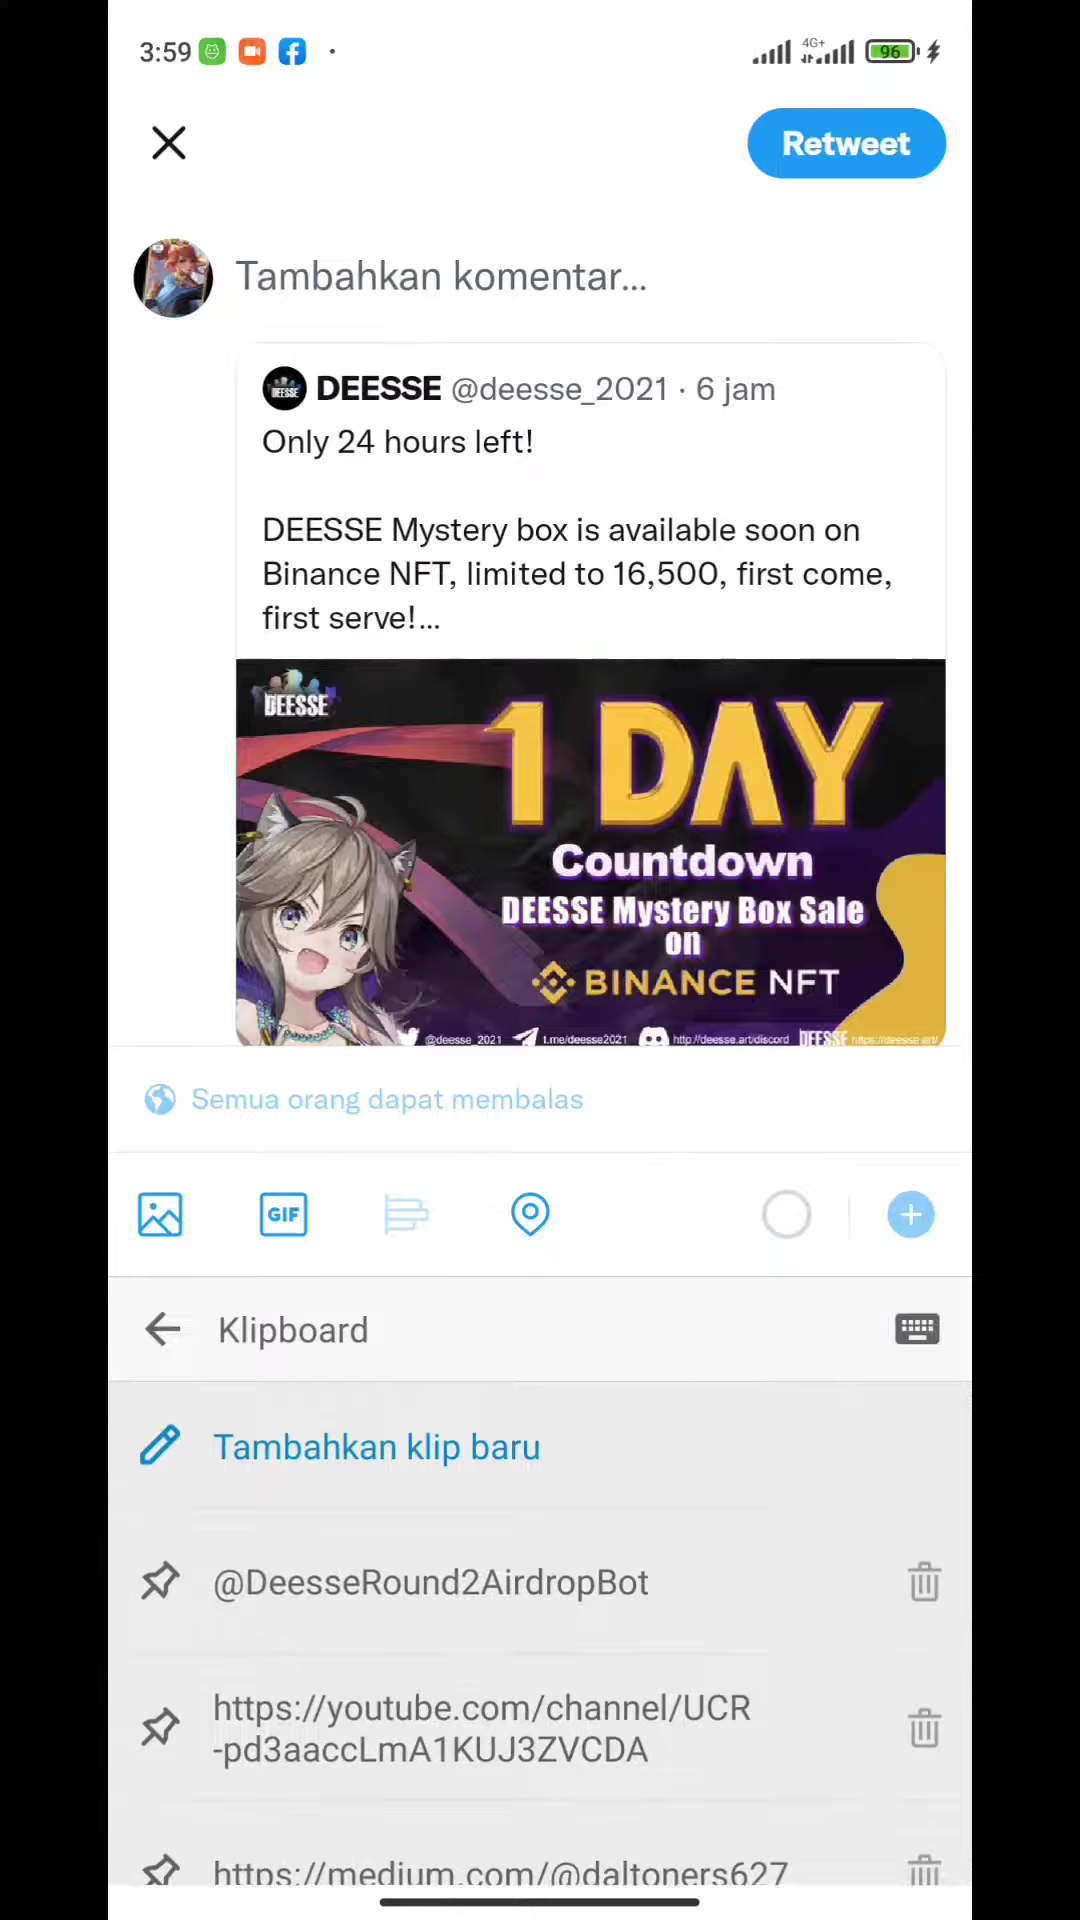 3:59
4G+
96
Retweet
Tambahkan komentar...
DEESSE @deesse_2021 · 6 jam
Only 24 hours left!
DEESSE Mystery box is available soon on
Binance NFT, limited to 16,500, first come,
first serve!...
DEESSE
1 DAY
Countdown
DEESSE Mystery Box Sale
on
BINANCE NFT
@deesse_2021 t.me/deesse2021 http://deesse.art/discord DEESSE https://deesse.art/
Semua orang dapat membalas
GIF
Klipboard
Tambahkan klip baru
@DeesseRound2AirdropBot
https://youtube.com/channel/UCR
-pd3aaccLmA1KUJ3ZVCDA
https://medium.com/@daltoners627